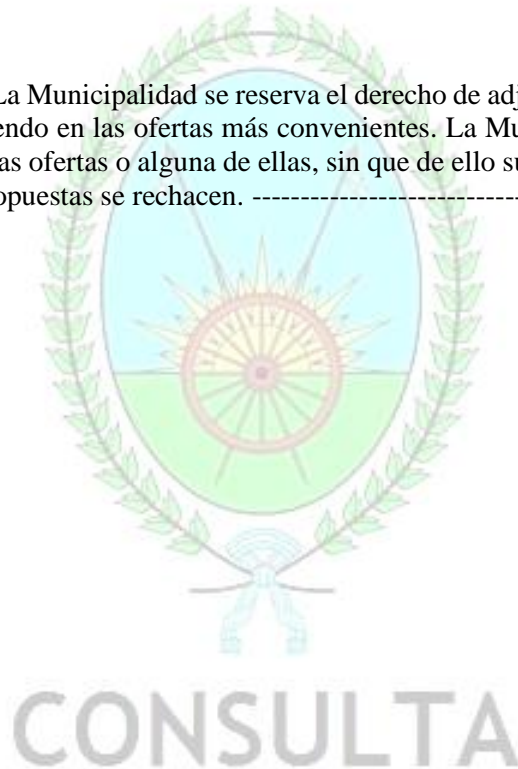 La Municipalidad se reserva el derecho de adj
endo en las ofertas más convenientes. La Mu
as ofertas o alguna de ellas, sin que de ello su
opuestas se rechacen. ----------------------------
CONSULTA